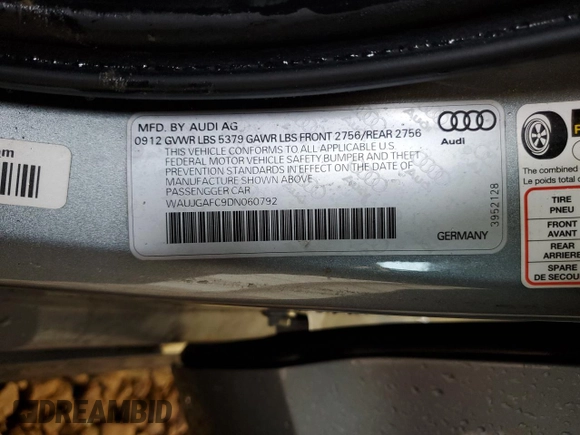 MFD. BY AUDI AG
0912 GVWR LBS 5379 GAWR LBS FRONT 2756/REAR 2756
THIS VEHICLE CONFORMS TO ALL APPLICABLE U.S.
FEDERAL MOTOR VEHICLE SAFETY, BUMPER AND THEFT
PREVENTION STANDARDS IN EFFECT ON THE DATE OF
MANUFACTURE SHOWN ABOVE
PASSENGGER CAR
WAUJGAFC9DN060792
Audi
GERMANY
3952128
The combined
Le poids total
TIRE
PNEU
FRONT
AVANT
REAR
ARRIERE
SPARE
DE SECOU
DREAMBID